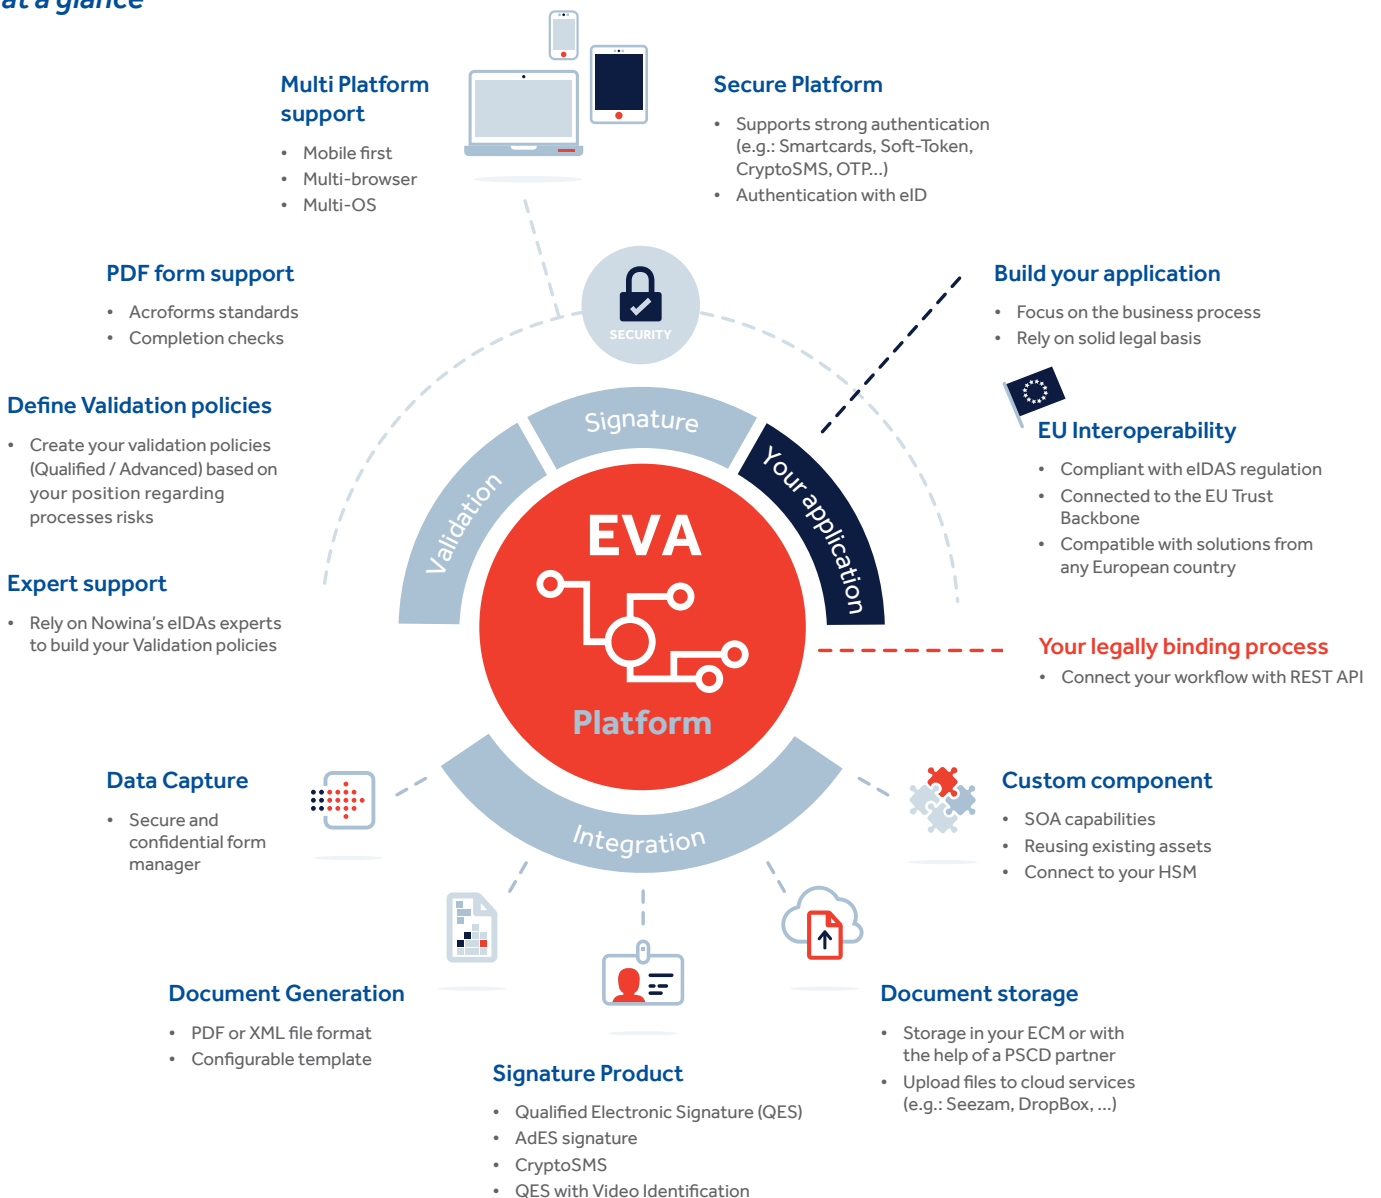 at a glance
Multi Platform
support
• Mobile first
• Multi-browser
• Multi-OS
Secure Platform
• Supports strong authentication
(e.g.: Smartcards, Soft-Token,
CryptoSMS, OTP...)
• Authentication with eID
PDF form support
• Acroforms standards
• Completion checks
SECURITY
Build your application
• Focus on the business process
• Rely on solid legal basis
Define Validation policies
• Create your validation policies
(Qualified / Advanced) based on
your position regarding
processes risks
EU Interoperability
• Compliant with eIDAS regulation
• Connected to the EU Trust
Backbone
• Compatible with solutions from
any European country
Validation
Signature
Your application
EVA
Platform
Expert support
• Rely on Nowina's eIDAs experts
to build your Validation policies
Your legally binding process
• Connect your workflow with REST API
Integration
Data Capture
• Secure and
confidential form
manager
Custom component
• SOA capabilities
• Reusing existing assets
• Connect to your HSM
Document Generation
• PDF or XML file format
• Configurable template
Signature Product
• Qualified Electronic Signature (QES)
• AdES signature
• CryptoSMS
• QES with Video Identification
Document storage
• Storage in your ECM or with
the help of a PSCD partner
• Upload files to cloud services
(e.g.: Seezam, DropBox, ...)